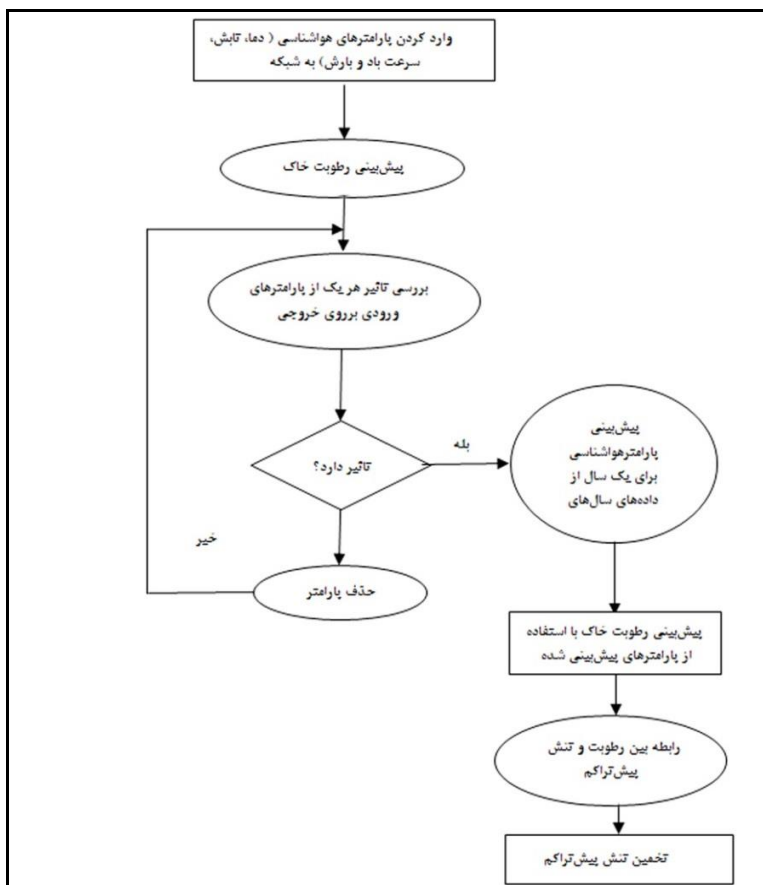 وارد کردن پارامترهای هواشناسی ( دما، تابش،
سرعت باد و بارش) به شبکه
پیش‌بینی رطوبت خاک
بررسی تاثیر هر یک از پارامترهای
ورودی برروی خروجی
تاثیر دارد؟
بله
پیش‌بینی
پارامترهواشناسی
برای یک سال از
داده‌های سال‌های
خیر
حذف پارامتر
پیش‌بینی رطوبت خاک با استفاده
از پارامترهای پیش‌بینی شده
رابطه بین رطوبت و تنش
پیش‌تراکم
تخمین تنش پیش‌تراکم